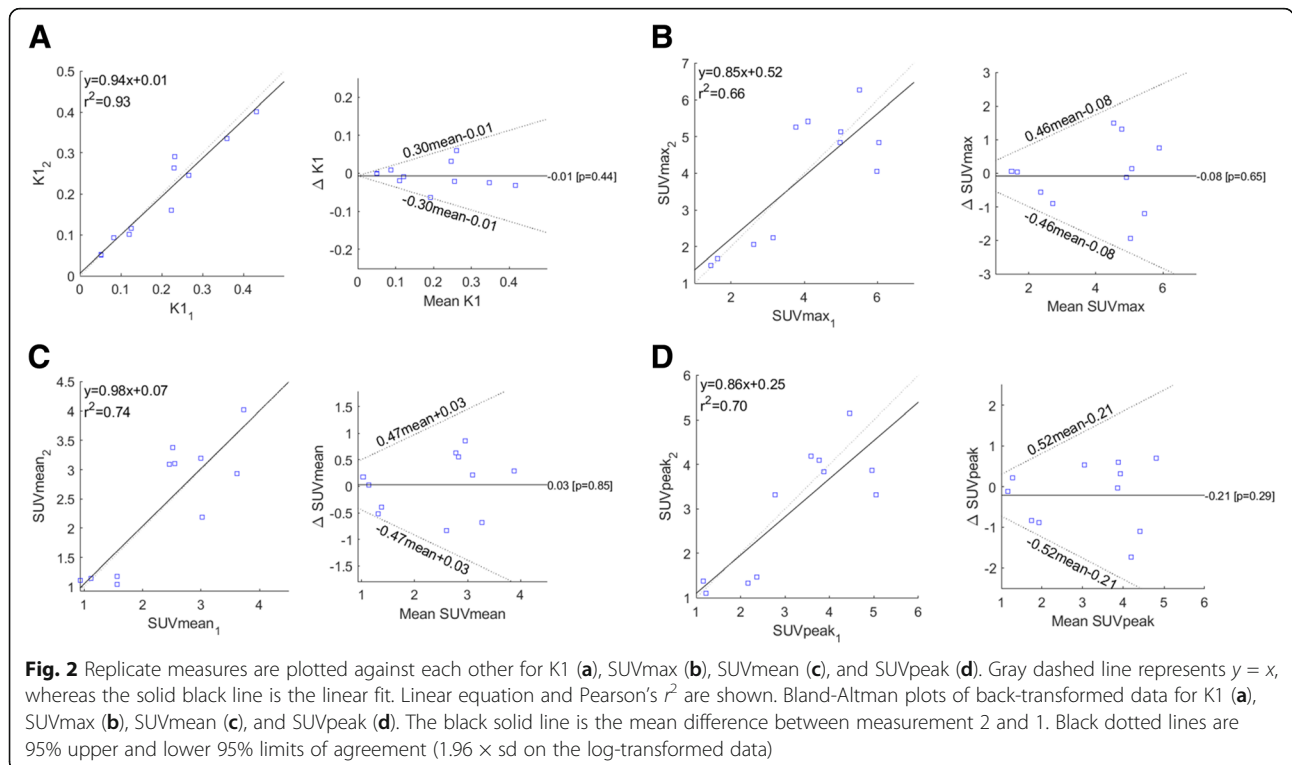 A
y=0.94x+0.01
r²=0.93
K1₂
0.5
0.4
0.3
0.2
0.1
0
0 0.1 0.2 0.3 0.4
K1₁
Δ K1
0.2
0.1
0
-0.1
-0.2
0.30mean-0.01
-0.01 [p=0.44]
-0.30mean-0.01
0 0.1 0.2 0.3 0.4
Mean K1
B
y=0.85x+0.52
r²=0.66
SUVmax₂
7
6
5
4
3
2
1
2 4 6
SUVmax₁
Δ SUVmax
3
2
1
0
-1
-2
-3
0.46mean-0.08
-0.08 [p=0.65]
-0.46mean-0.08
2 4 6
Mean SUVmax
C
y=0.98x+0.07
r²=0.74
SUVmean₂
4.5
4
3.5
3
2.5
2
1.5
1
1 2 3 4
SUVmean₁
Δ SUVmean
1.5
1
0.5
0
-0.5
-1
-1.5
0.47mean+0.03
0.03 [p=0.85]
-0.47mean+0.03
1 2 3 4
Mean SUVmean
D
y=0.86x+0.25
r²=0.70
SUVpeak₂
6
5
4
3
2
1
1 2 3 4 5 6
SUVpeak₁
Δ SUVpeak
2
1
0
-1
-2
0.52mean-0.21
-0.21 [p=0.29]
-0.52mean-0.21
1 2 3 4 5 6
Mean SUVpeak
Fig. 2 Replicate measures are plotted against each other for K1 (a), SUVmax (b), SUVmean (c), and SUVpeak (d). Gray dashed line represents y = x,
whereas the solid black line is the linear fit. Linear equation and Pearson's r² are shown. Bland-Altman plots of back-transformed data for K1 (a),
SUVmax (b), SUVmean (c), and SUVpeak (d). The black solid line is the mean difference between measurement 2 and 1. Black dotted lines are
95% upper and lower 95% limits of agreement (1.96 × sd on the log-transformed data)